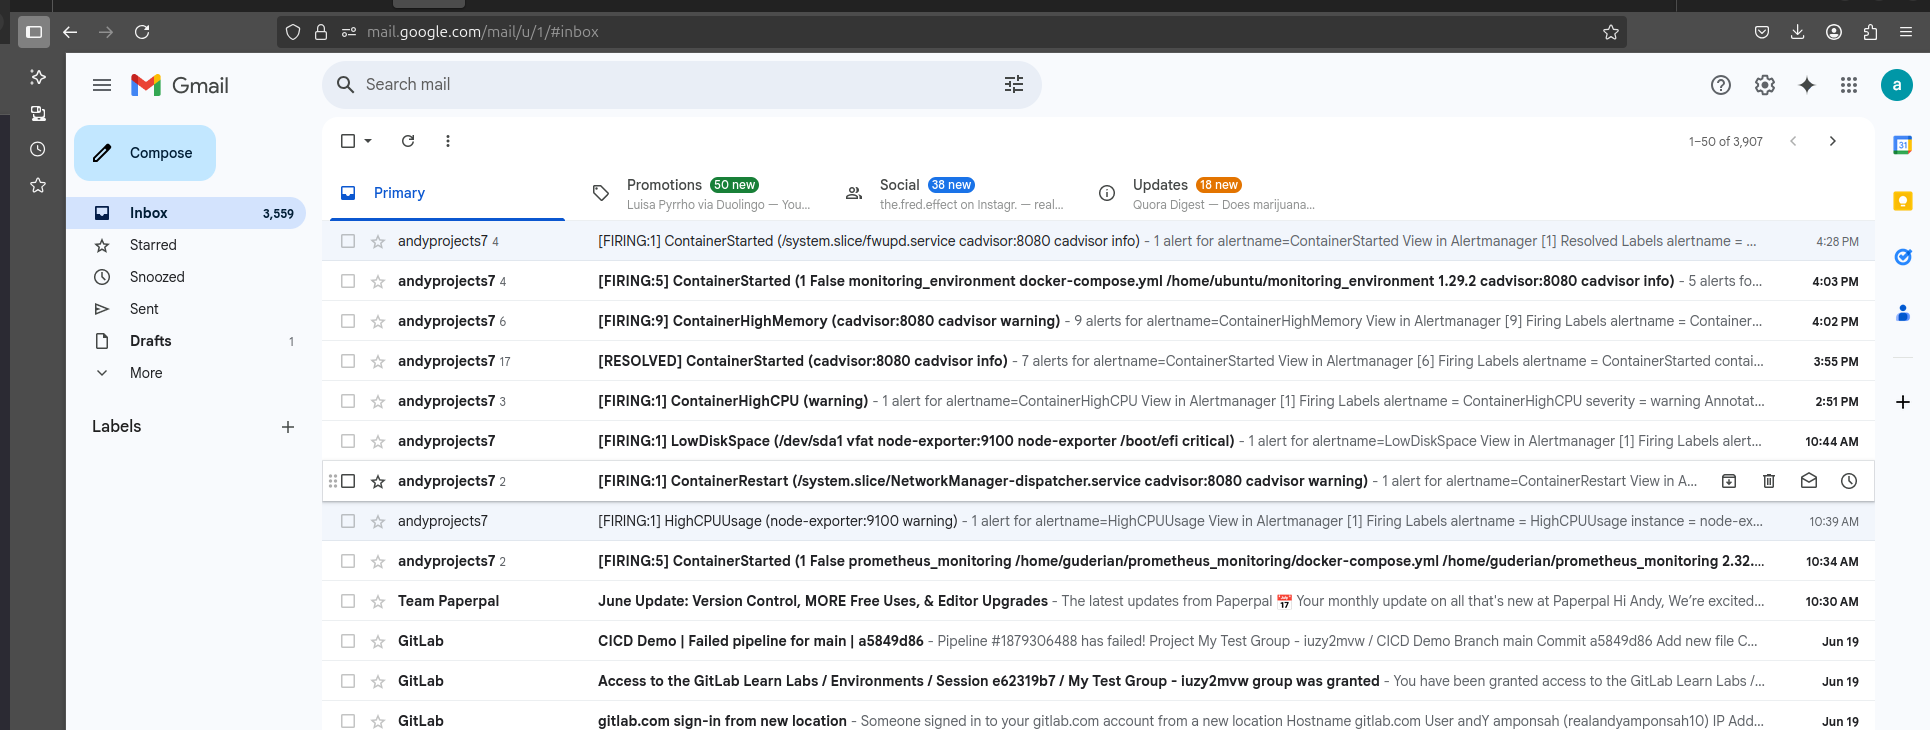 mail.google.com/mail/u/1/#inbox
Gmail
Search mail
a
Compose
1–50 of 3,907
Primary
Promotions 50 new
Luisa Pyrrho via Duolingo — You...
Social 38 new
the.fred.effect on Instagr. — real...
Updates 18 new
Quora Digest — Does marijuana...
Inbox 3,559
Starred
Snoozed
Sent
Drafts 1
More
Labels
andyprojects7 4 [FIRING:1] ContainerStarted (/system.slice/fwupd.service cadvisor:8080 cadvisor info) - 1 alert for alertname=ContainerStarted View in Alertmanager [1] Resolved Labels alertname = ... 4:28 PM
andyprojects7 4 [FIRING:5] ContainerStarted (1 False monitoring_environment docker-compose.yml /home/ubuntu/monitoring_environment 1.29.2 cadvisor:8080 cadvisor info) - 5 alerts fo... 4:03 PM
andyprojects7 6 [FIRING:9] ContainerHighMemory (cadvisor:8080 cadvisor warning) - 9 alerts for alertname=ContainerHighMemory View in Alertmanager [9] Firing Labels alertname = Container... 4:02 PM
andyprojects7 17 [RESOLVED] ContainerStarted (cadvisor:8080 cadvisor info) - 7 alerts for alertname=ContainerStarted View in Alertmanager [6] Firing Labels alertname = ContainerStarted contai... 3:55 PM
andyprojects7 3 [FIRING:1] ContainerHighCPU (warning) - 1 alert for alertname=ContainerHighCPU View in Alertmanager [1] Firing Labels alertname = ContainerHighCPU severity = warning Annotat... 2:51 PM
andyprojects7 [FIRING:1] LowDiskSpace (/dev/sda1 vfat node-exporter:9100 node-exporter /boot/efi critical) - 1 alert for alertname=LowDiskSpace View in Alertmanager [1] Firing Labels alert... 10:44 AM
andyprojects7 2 [FIRING:1] ContainerRestart (/system.slice/NetworkManager-dispatcher.service cadvisor:8080 cadvisor warning) - 1 alert for alertname=ContainerRestart View in A...
andyprojects7 [FIRING:1] HighCPUUsage (node-exporter:9100 warning) - 1 alert for alertname=HighCPUUsage View in Alertmanager [1] Firing Labels alertname = HighCPUUsage instance = node-ex... 10:39 AM
andyprojects7 2 [FIRING:5] ContainerStarted (1 False prometheus_monitoring /home/guderian/prometheus_monitoring/docker-compose.yml /home/guderian/prometheus_monitoring 2.32.... 10:34 AM
Team Paperpal June Update: Version Control, MORE Free Uses, & Editor Upgrades - The latest updates from Paperpal 📅 Your monthly update on all that's new at Paperpal Hi Andy, We're excited... 10:30 AM
GitLab CICD Demo | Failed pipeline for main | a5849d86 - Pipeline #1879306488 has failed! Project My Test Group - iuzy2mvw / CICD Demo Branch main Commit a5849d86 Add new file C... Jun 19
GitLab Access to the GitLab Learn Labs / Environments / Session e62319b7 / My Test Group - iuzy2mvw group was granted - You have been granted access to the GitLab Learn Labs /... Jun 19
GitLab gitlab.com sign-in from new location - Someone signed in to your gitlab.com account from a new location Hostname gitlab.com User andY amponsah (realandyamponsah10) IP Add... Jun 19